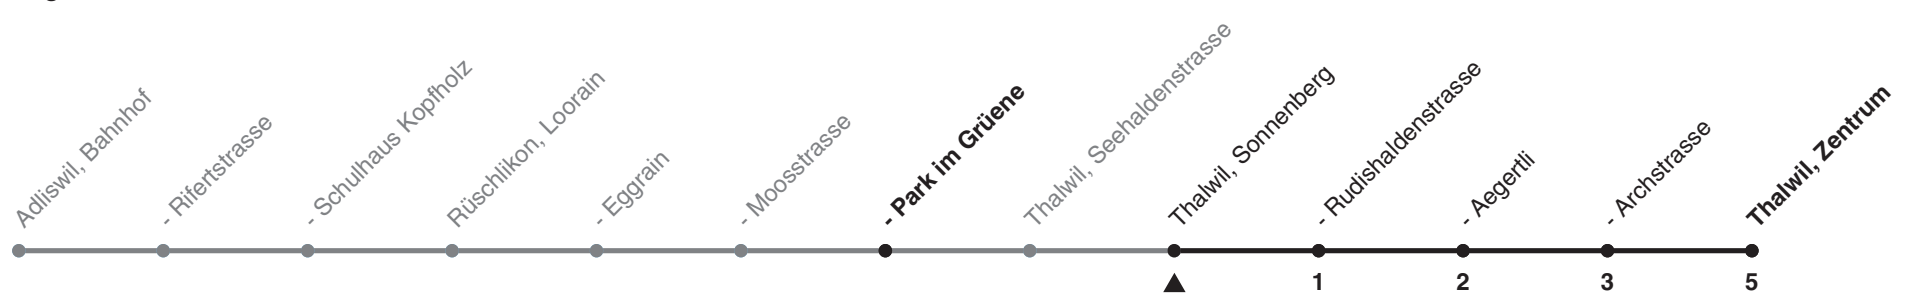 Adliswil, Bahnhof
- Rifertstrasse
- Schulhaus Kopfholz
Rüschlikon, Loorain
- Eggrain
- Moosstrasse
- Park im Grüene
Thalwil, Seehaldenstrasse
Thalwil, Sonnenberg
- Rudishaldenstrasse
- Aegertli
- Archstrasse
Thalwil, Zentrum
1 2 3 5